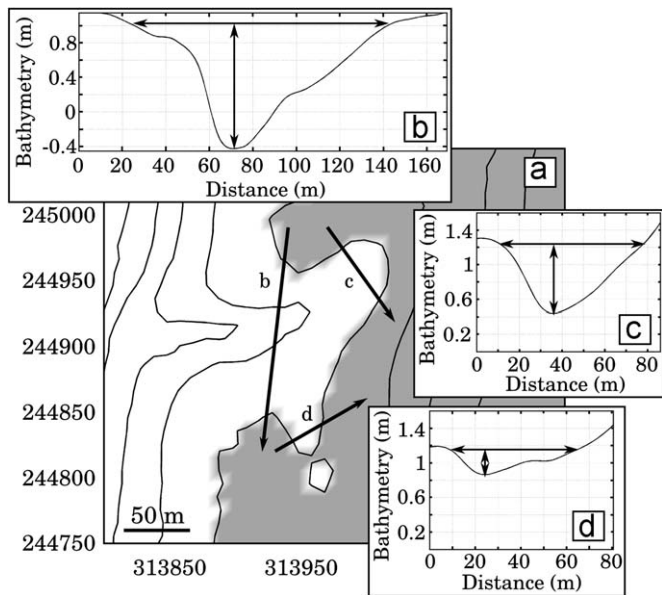 Bathymetry (m)
0.8
0.4
0
-0.4
0 20 40 60 80 100 120 140 160
Distance (m)
b
a
245000
244950
244900
244850
244800
244750
b
c
d
50 m
313850 313950
Bathymetry (m)
1.6
1.4
1
0.6
0.2
0 20 40 60 80
Distance (m)
c
Bathymetry (m)
1.4
1
0.6
0.2
0 20 40 60 80
Distance (m)
d